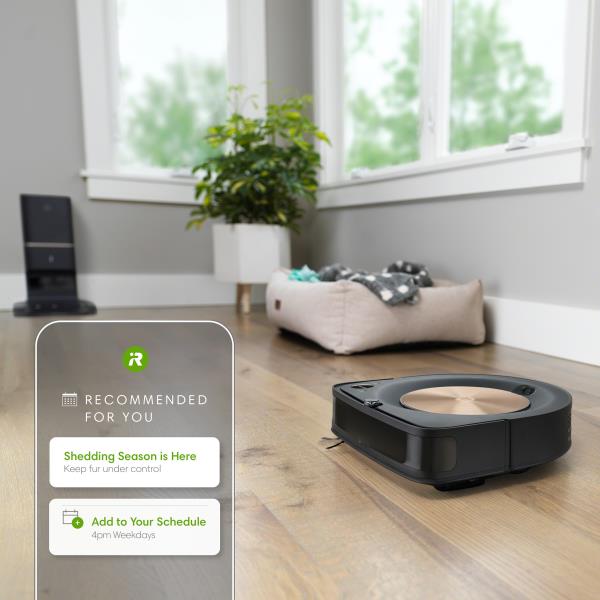 iR
RECOMMENDED
FOR YOU
Shedding Season is Here
Keep fur under control
Add to Your Schedule
4pm Weekdays